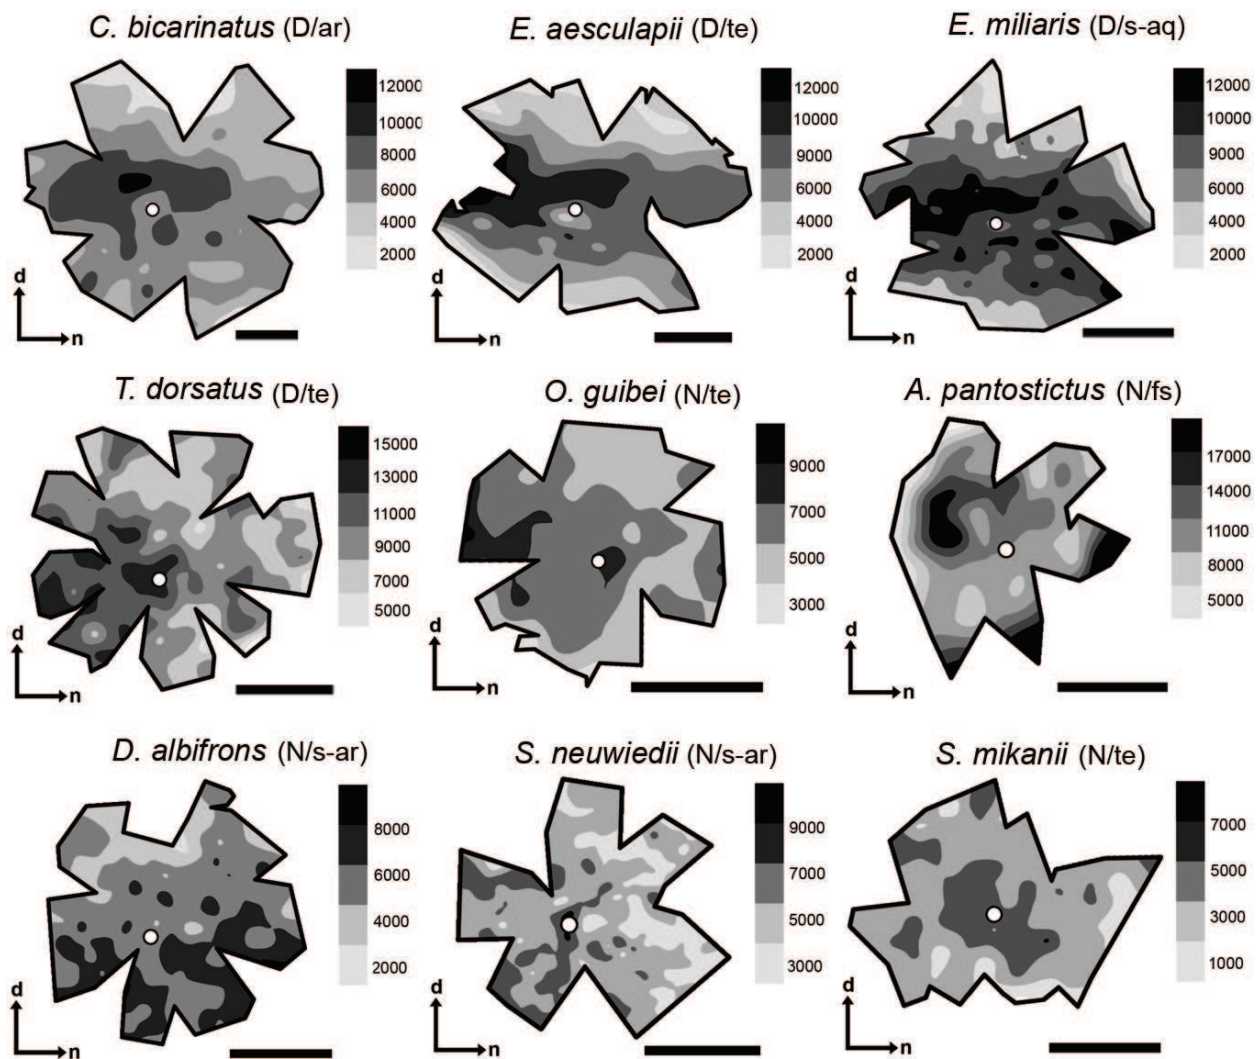 C. bicarinatus (D/ar)
12000
10000
8000
6000
4000
2000
d
n
E. aesculapii (D/te)
12000
10000
9000
6000
4000
2000
d
n
E. miliaris (D/s-aq)
12000
10000
9000
6000
4000
2000
d
n
T. dorsatus (D/te)
15000
13000
11000
9000
7000
5000
d
n
O. guibei (N/te)
9000
7000
5000
3000
d
n
A. pantostictus (N/fs)
17000
14000
11000
8000
5000
d
n
D. albifrons (N/s-ar)
8000
6000
4000
2000
d
n
S. neuwiedii (N/s-ar)
9000
7000
5000
3000
d
n
S. mikanii (N/te)
7000
5000
3000
1000
d
n